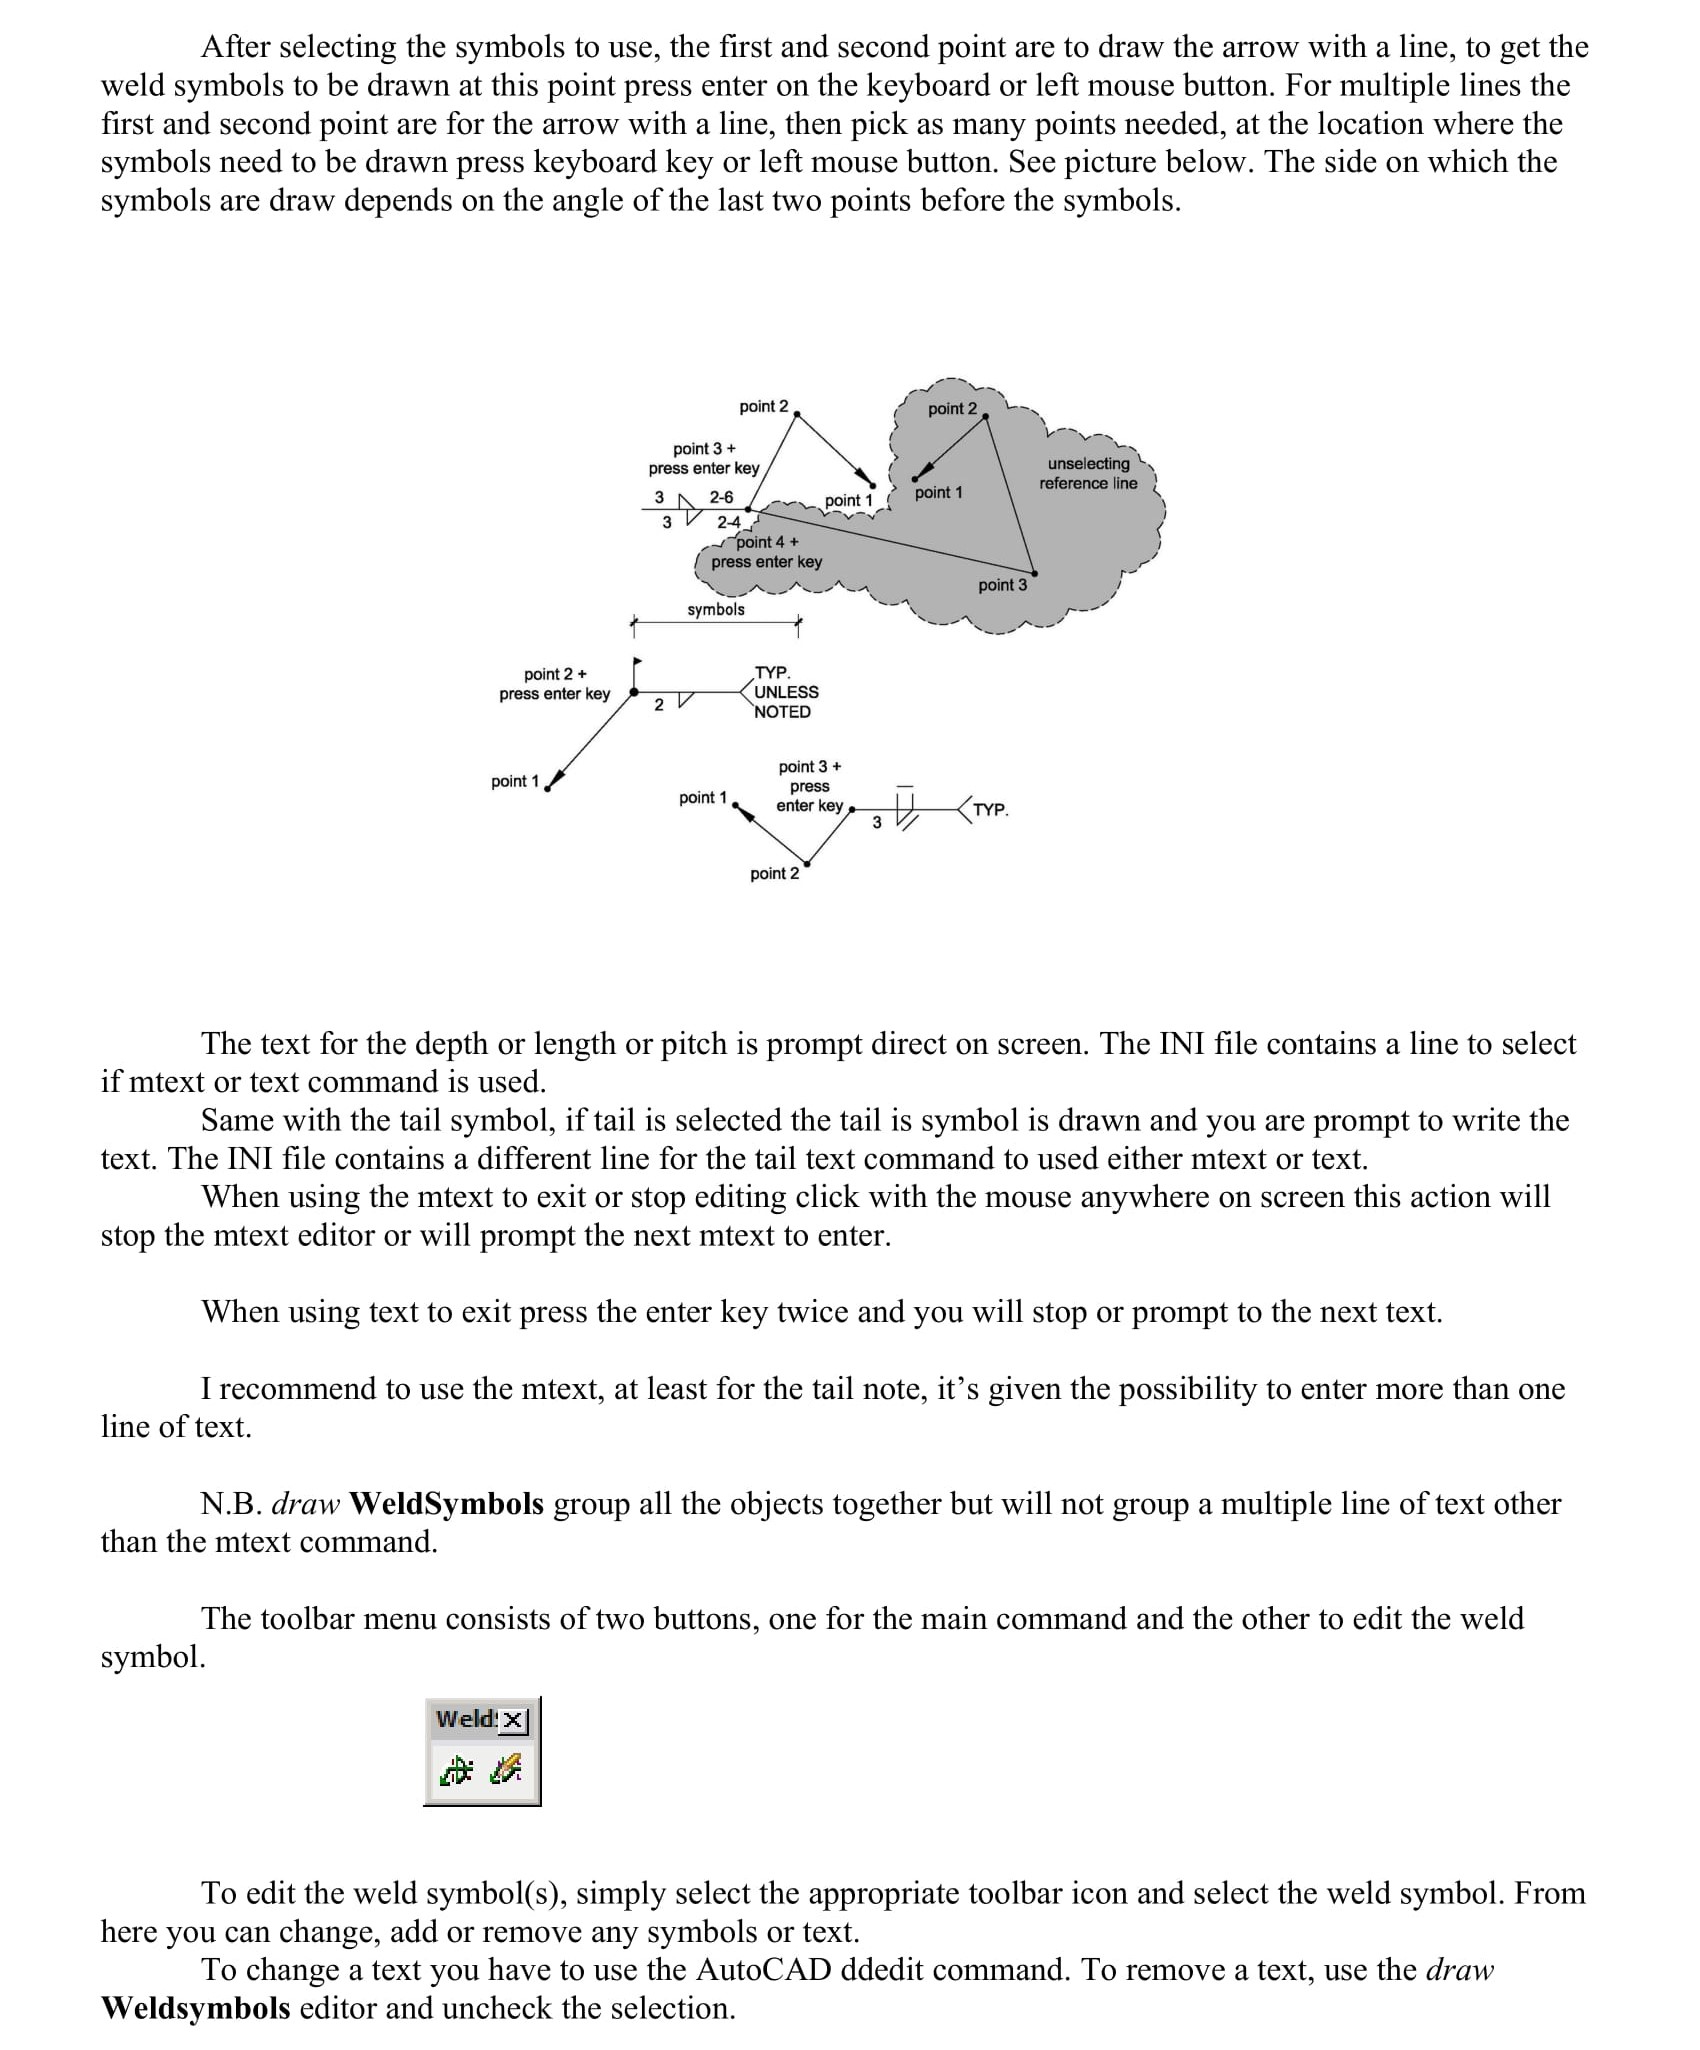 After selecting the symbols to use, the first and second point are to draw the arrow with a line, to get the
weld symbols to be drawn at this point press enter on the keyboard or left mouse button. For multiple lines the
first and second point are for the arrow with a line, then pick as many points needed, at the location where the
symbols need to be drawn press keyboard key or left mouse button. See picture below. The side on which the
symbols are draw depends on the angle of the last two points before the symbols.
point 2
point 3 +
press enter key
3 2-6
3 2-4
point 1
point 2
point 1
unselecting
reference line
point 4 +
press enter key
point 3
symbols
point 2 +
press enter key
2
TYP.
UNLESS
NOTED
point 1
point 1
point 3 +
press
enter key
3
TYP.
point 2
The text for the depth or length or pitch is prompt direct on screen. The INI file contains a line to select
if mtext or text command is used.
Same with the tail symbol, if tail is selected the tail is symbol is drawn and you are prompt to write the
text. The INI file contains a different line for the tail text command to used either mtext or text.
When using the mtext to exit or stop editing click with the mouse anywhere on screen this action will
stop the mtext editor or will prompt the next mtext to enter.
When using text to exit press the enter key twice and you will stop or prompt to the next text.
I recommend to use the mtext, at least for the tail note, it’s given the possibility to enter more than one
line of text.
N.B. draw WeldSymbols group all the objects together but will not group a multiple line of text other
than the mtext command.
The toolbar menu consists of two buttons, one for the main command and the other to edit the weld
symbol.
Weld
To edit the weld symbol(s), simply select the appropriate toolbar icon and select the weld symbol. From
here you can change, add or remove any symbols or text.
To change a text you have to use the AutoCAD ddedit command. To remove a text, use the draw
Weldsymbols editor and uncheck the selection.